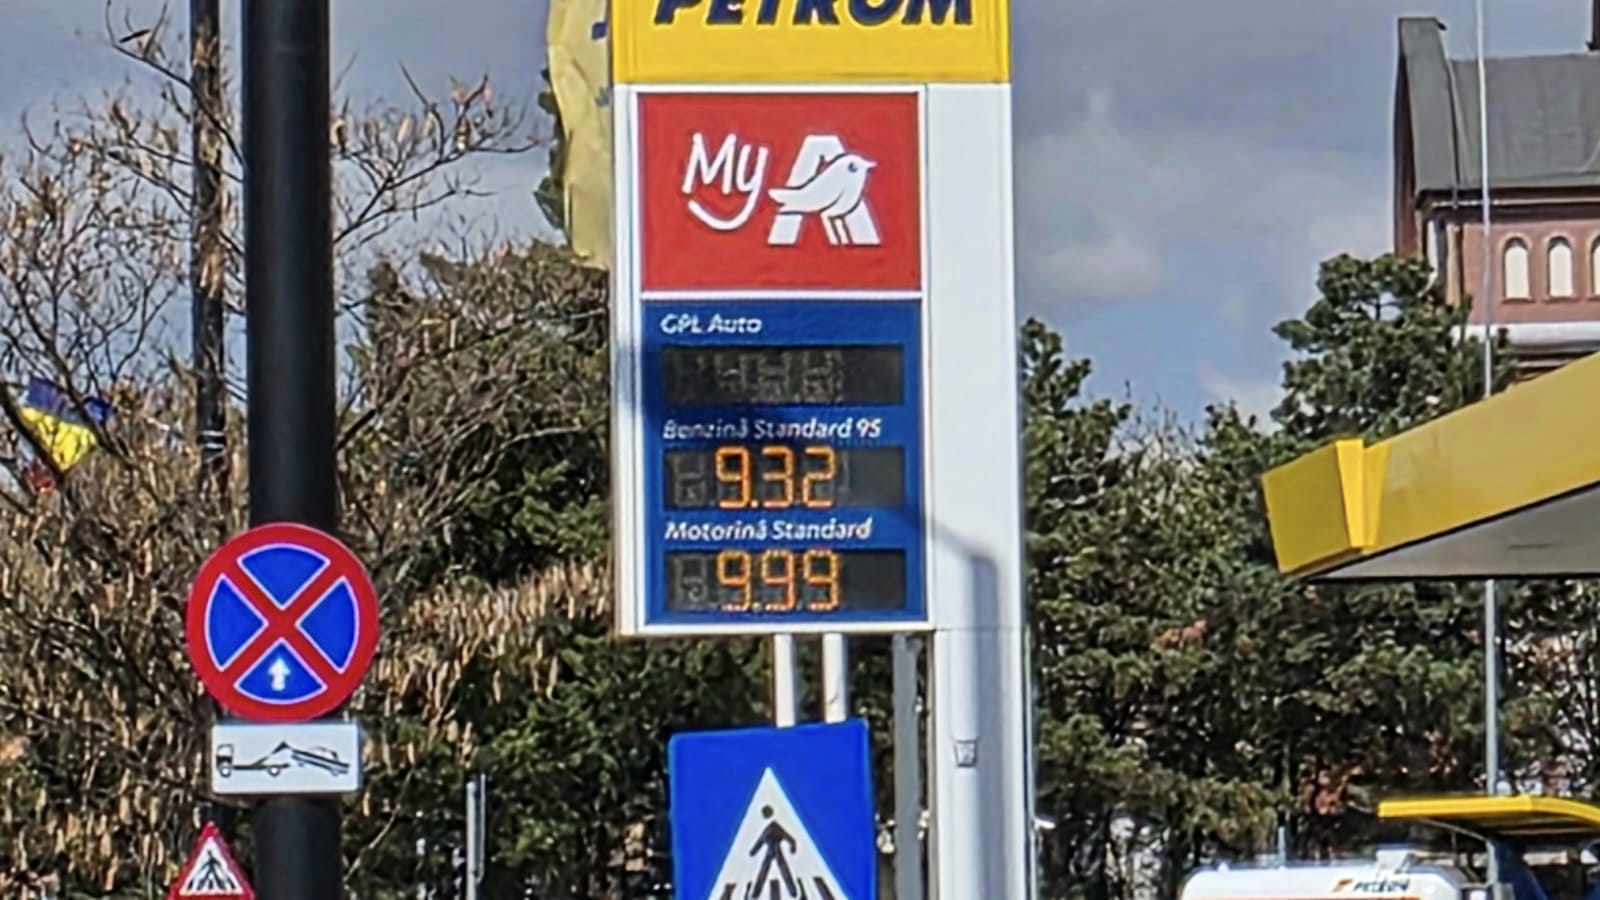 PETROM
My A
GPL Auto
Benzină Standard 95
9.32
Motorină Standard
9.99
PETROM